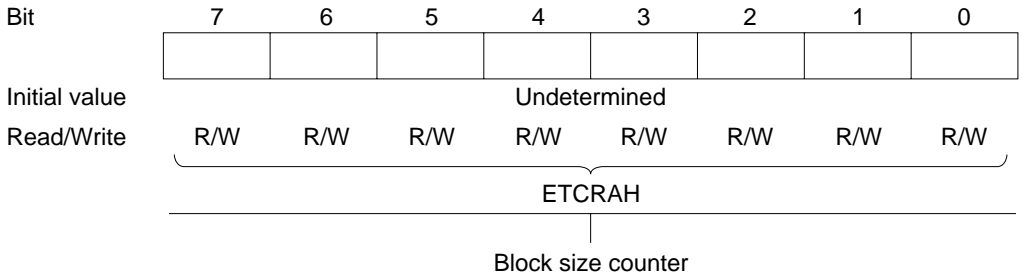 Bit 7 6 5 4 3 2 1 0
Initial value Undetermined
Read/Write R/W R/W R/W R/W R/W R/W R/W R/W
ETCRAH
Block size counter